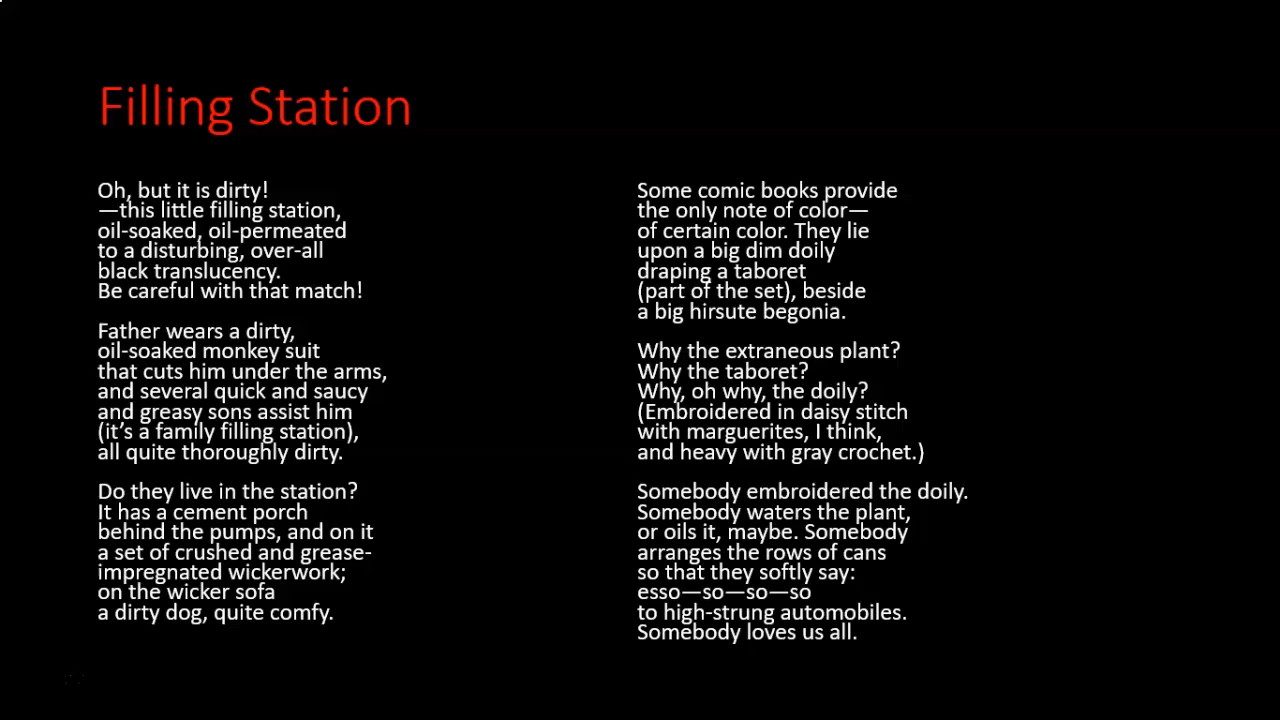 Filling Station
Oh, but it is dirty!
—this little filling station,
oil-soaked, oil-permeated
to a disturbing, over-all
black translucency.
Be careful with that match!
Father wears a dirty,
oil-soaked monkey suit
that cuts him under the arms,
and several quick and saucy
and greasy sons assist him
(it’s a family filling station),
all quite thoroughly dirty.
Do they live in the station?
It has a cement porch
behind the pumps, and on it
a set of crushed and grease-
impregnated wickerwork;
on the wicker sofa
a dirty dog, quite comfy.
Some comic books provide
the only note of color—
of certain color. They lie
upon a big dim doily
draping a taboret
(part of the set), beside
a big hirsute begonia.
Why the extraneous plant?
Why the taboret?
Why, oh why, the doily?
(Embroidered in daisy stitch
with marguerites, I think,
and heavy with gray crochet.)
Somebody embroidered the doily.
Somebody waters the plant,
or oils it, maybe. Somebody
arranges the rows of cans
so that they softly say:
esso—so—so—so
to high-strung automobiles.
Somebody loves us all.